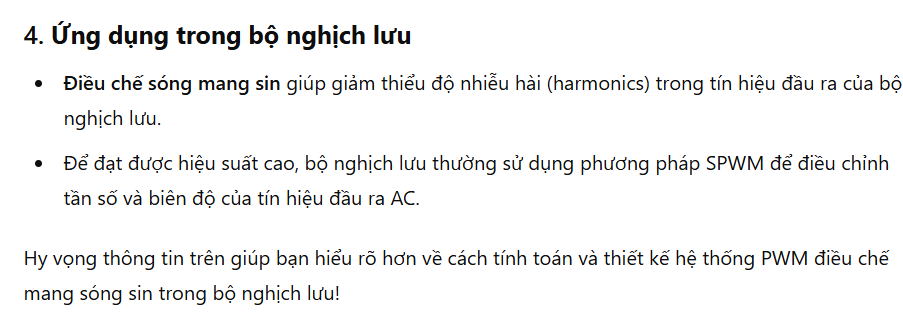 4. Ứng dụng trong bộ nghịch lưu
• Điều chế sóng mang sin giúp giảm thiểu độ nhiễu hài (harmonics) trong tín hiệu đầu ra của bộ
nghịch lưu.
• Để đạt được hiệu suất cao, bộ nghịch lưu thường sử dụng phương pháp SPWM để điều chỉnh
tần số và biên độ của tín hiệu đầu ra AC.
Hy vọng thông tin trên giúp bạn hiểu rõ hơn về cách tính toán và thiết kế hệ thống PWM điều chế
mang sóng sin trong bộ nghịch lưu!